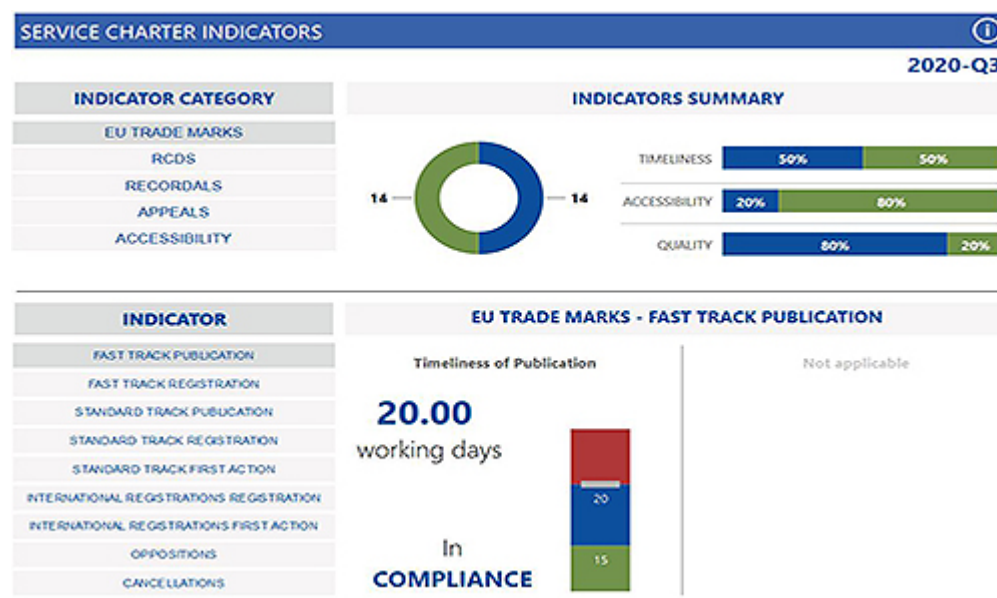 SERVICE CHARTER INDICATORS
2020-Q3
INDICATOR CATEGORY
EU TRADE MARKS
RCDS
RECORDALS
APPEALS
ACCESSIBILITY
INDICATORS SUMMARY
14
14
TIMELINESS 50% 50%
ACCESSIBILITY 20% 80%
QUALITY 80% 20%
INDICATOR
FAST TRACK PUBLICATION
FAST TRACK REGISTRATION
STANDARD TRACK PUBLICATION
STANDARD TRACK REGISTRATION
STANDARD TRACK FIRST ACTION
INTERNATIONAL REGISTRATIONS REGISTRATION
INTERNATIONAL REGISTRATIONS FIRST ACTION
OPPOSITIONS
CANCELLATIONS
EU TRADE MARKS - FAST TRACK PUBLICATION
Timeliness of Publication
20.00
working days
In
COMPLIANCE
20
15
Not applicable